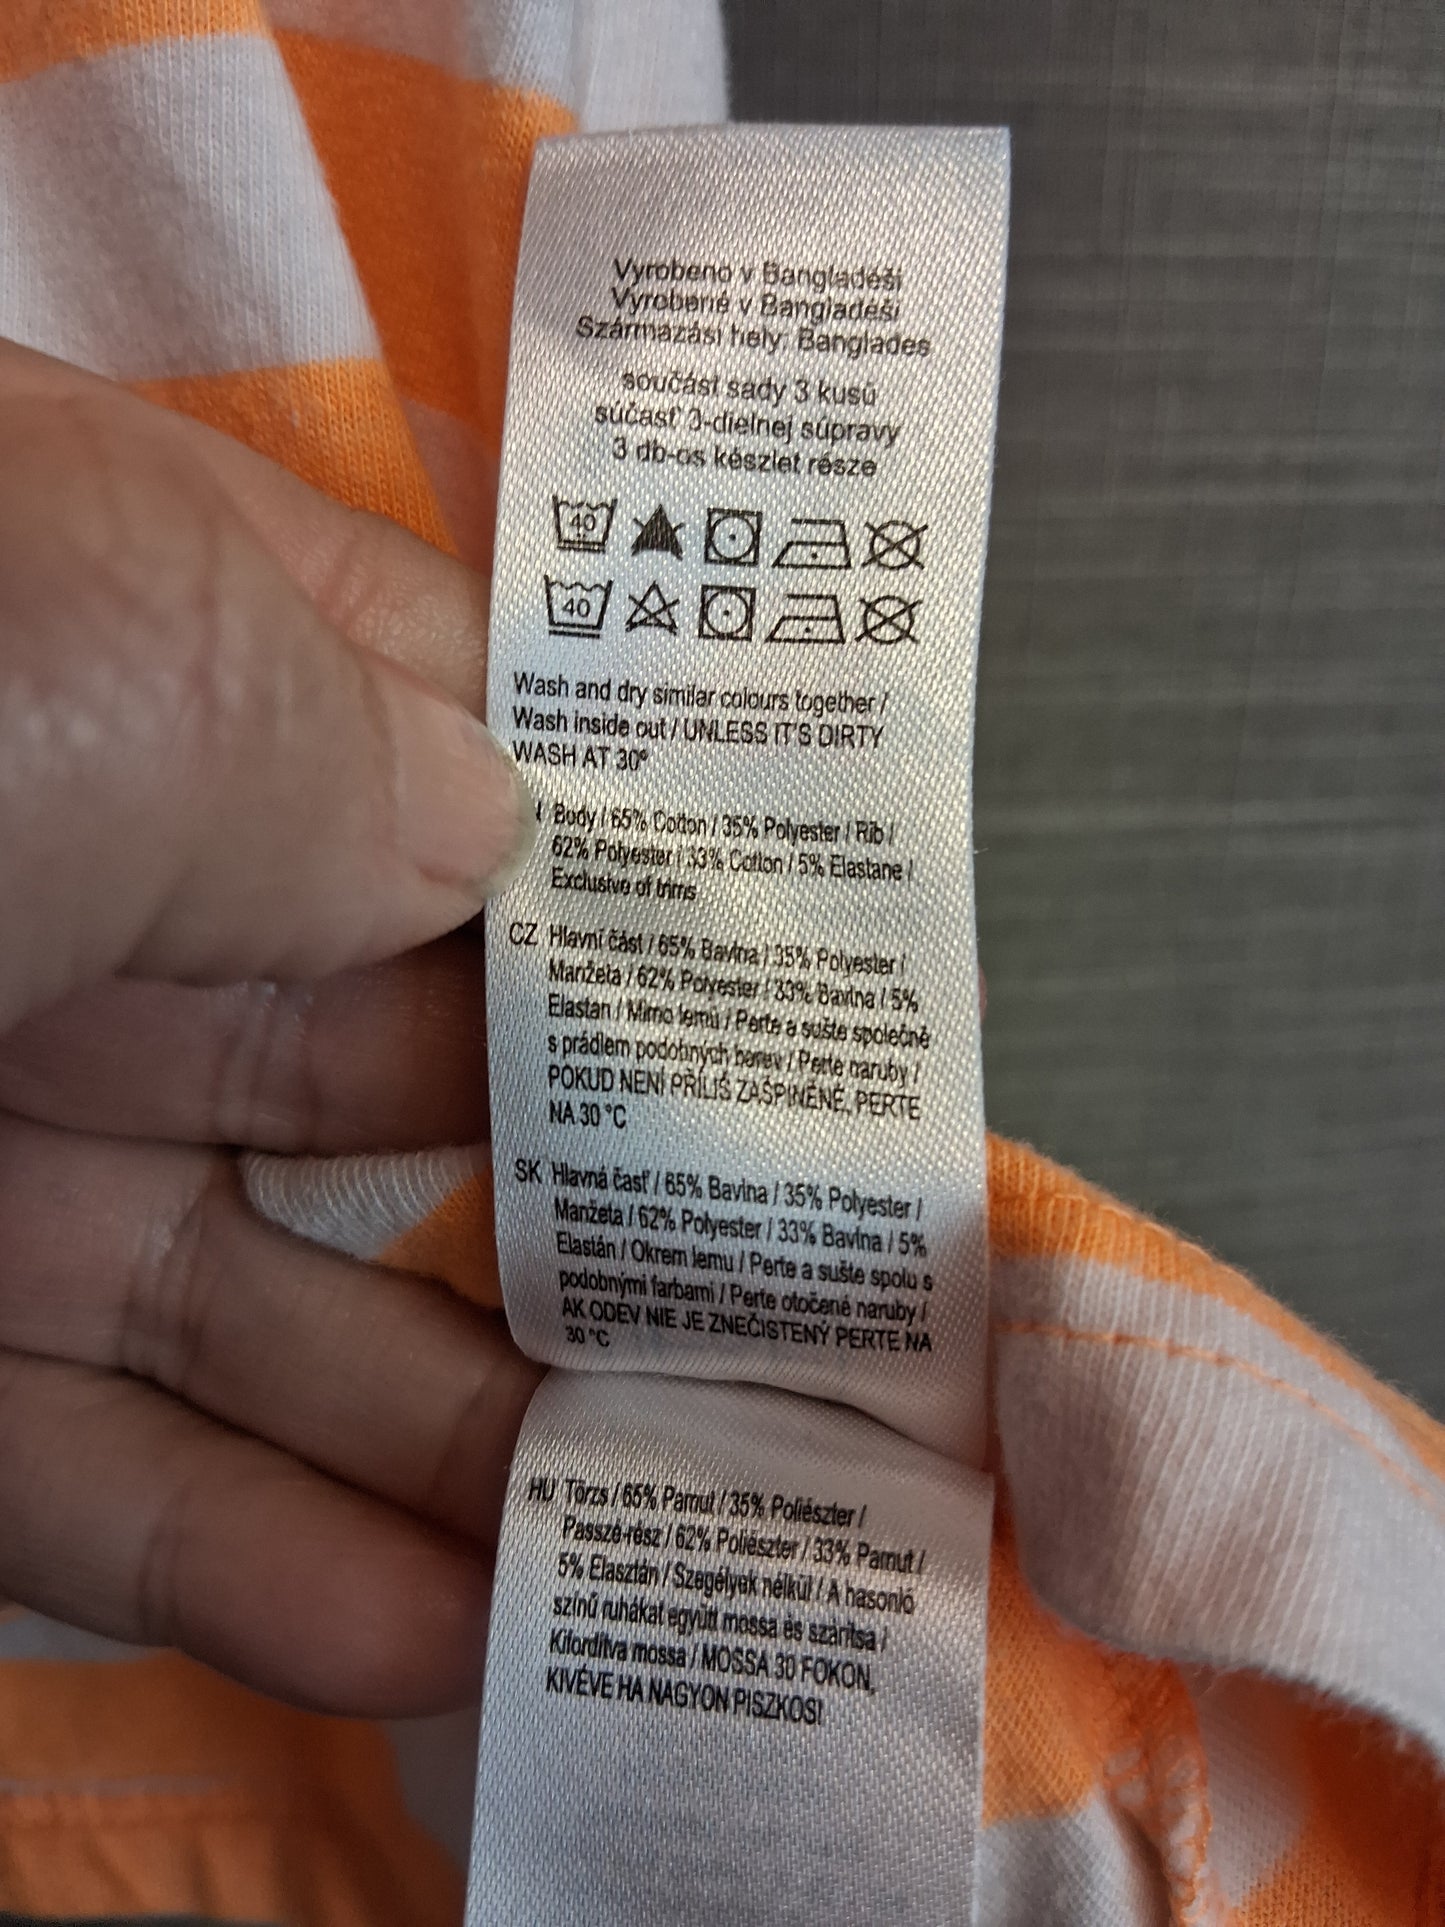 Vyrobeno v Bangladéši
Vyrobené v Bangladéši
Származási hely: Banglades
součást sady 3 kusů
súčasť 3-dielnej súpravy
3 db-os készlet része
40
40
Wash and dry similar colours together /
Wash inside out / UNLESS IT'S DIRTY
WASH AT 30°
Body / 65% Cotton / 35% Polyester / Rib /
62% Polyester / 33% Cotton / 5% Elastane /
Exclusive of trims
CZ Hlavní část / 65% Bavlna / 35% Polyester /
Manžeta / 62% Polyester / 33% Bavlna / 5%
Elastan / Mimo lemů / Perte a sušte společně
s prádlem podobných barev / Perte naruby /
POKUD NENÍ PŘÍLIŠ ZAŠPINĚNÉ, PERTE
NA 30 °C
SK Hlavná časť / 65% Bavlna / 35% Polyester /
Manžeta / 62% Polyester / 33% Bavlna / 5%
Elastán / Okrem lemu / Perte a sušte spolu s
podobnými farbami / Perte otočené naruby /
AK ODEV NIE JE ZNEČISTENÝ PERTE NA
30 °C
HU Törzs / 65% Pamut / 35% Poliészter /
Passzé-rész / 62% Poliészter / 33% Pamut /
5% Elasztán / Szegélyek nélkül / A hasonló
színű ruhákat együtt mossa és szárítsa /
Kifordítva mossa / MOSSA 30 FOKON,
KIVÉVE HA NAGYON PISZKOS!